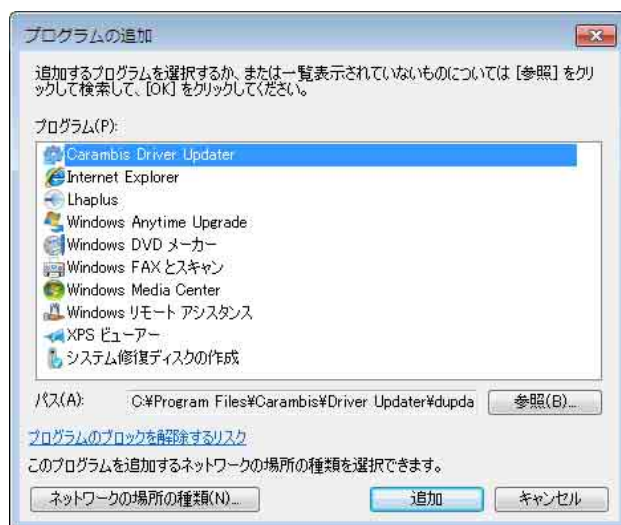 プログラムの追加
追加するプログラムを選択するか、または一覧表示されていないものについては [参照] をクリ
ックして検索して、[OK] をクリックしてください。
プログラム(P):
Carambis Driver Updater
Internet Explorer
Lhaplus
Windows Anytime Upgrade
Windows DVD メーカー
Windows FAX とスキャン
Windows Media Center
Windows リモート アシスタンス
XPS ビューアー
システム修復ディスクの作成
パス(A): C:¥Program Files¥Carambis¥Driver Updater¥dupda 参照(B)...
プログラムのブロックを解除するリスク
このプログラムを追加するネットワークの場所の種類を選択できます。
ネットワークの場所の種類(N)... 追加 キャンセル